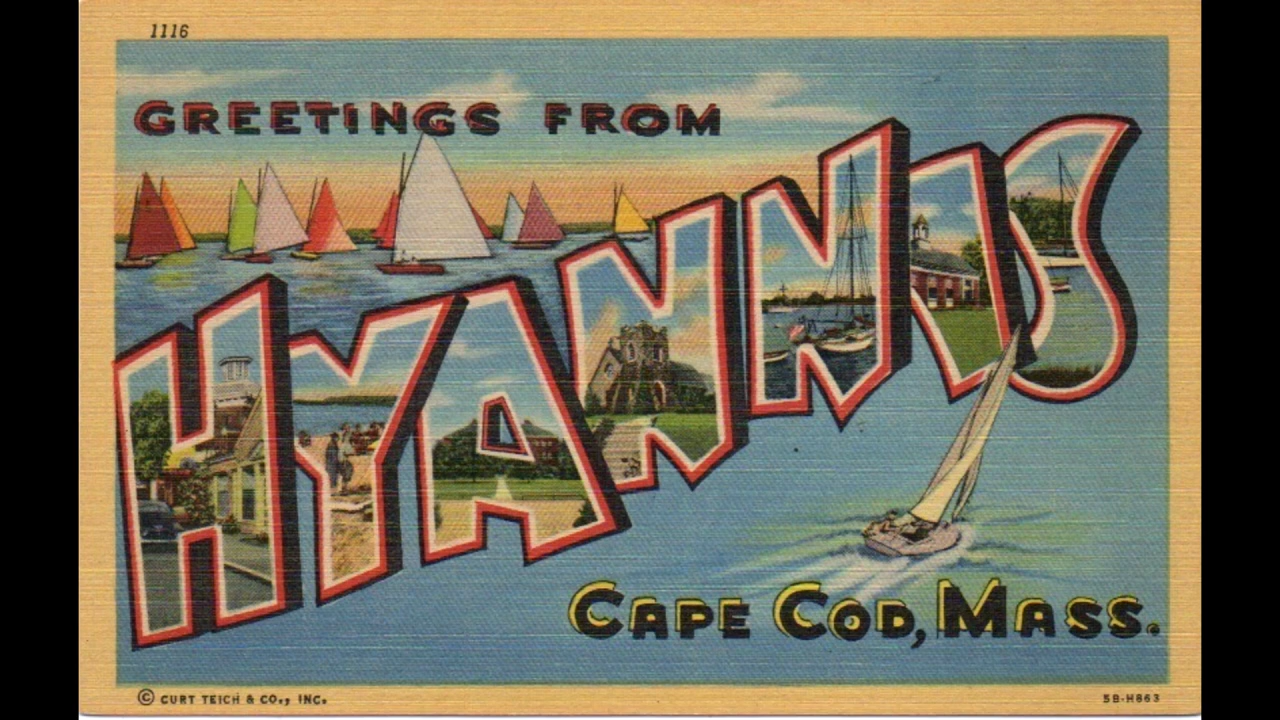 1116
GREETINGS FROM
HYANNIS
CAPE COD, MASS.
© CURT TEICH & CO., INC.
5B-H863